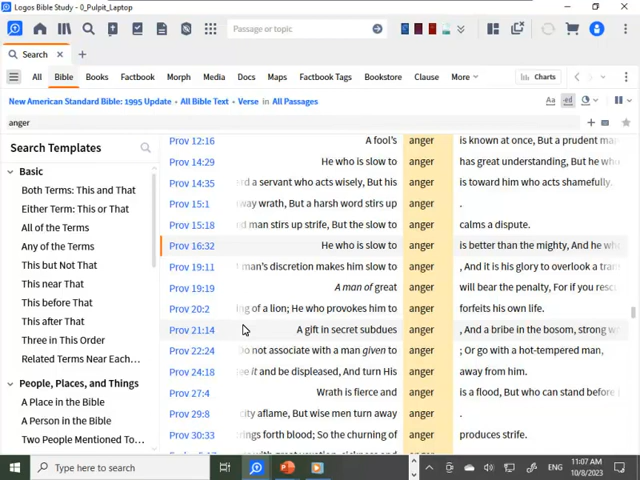 Logos Bible Study - 0_Pulpit_Laptop
Passage or topic
Search
All Bible Books Factbook Morph Media Docs Maps Factbook Tags Bookstore Clause More Charts
New American Standard Bible: 1995 Update • All Bible Text • Verse in All Passages
Aa
anger
Search Templates
Basic
Both Terms: This and That
Either Term: This or That
All of the Terms
Any of the Terms
This but Not That
This near That
This before That
This after That
Three in This Order
Related Terms Near Each...
People, Places, and Things
A Place in the Bible
A Person in the Bible
Two People Mentioned To...
Prov 12:16 A fool's anger is known at once, But a prudent
Prov 14:29 He who is slow to anger has great understanding, But he
Prov 14:35 a servant who acts wisely, But his anger is toward him who acts shamefully.
Prov 15:1 wrath, But a harsh word stirs up anger .
Prov 15:18 man stirs up strife, But the slow to anger calms a dispute.
Prov 16:32 He who is slow to anger is better than the mighty, And he
Prov 19:11 man's discretion makes him slow to anger , And it is his glory to overlook a
Prov 19:19 A man of great anger will bear the penalty, For if you
Prov 20:2 of a lion; He who provokes him to anger forfeits his own life.
Prov 21:14 A gift in secret subdues anger , And a bribe in the bosom, strong
Prov 22:24 not associate with a man given to anger ; Or go with a hot-tempered man,
Prov 24:18 it and be displeased, And turn His anger away from him.
Prov 27:4 Wrath is fierce and anger is a flood, But who can stand before
Prov 29:8 city aflame, But wise men turn away anger .
Prov 30:33 brings forth blood; So the churning of anger produces strife.
Type here to search
ENG
11:07 AM
10/8/2023